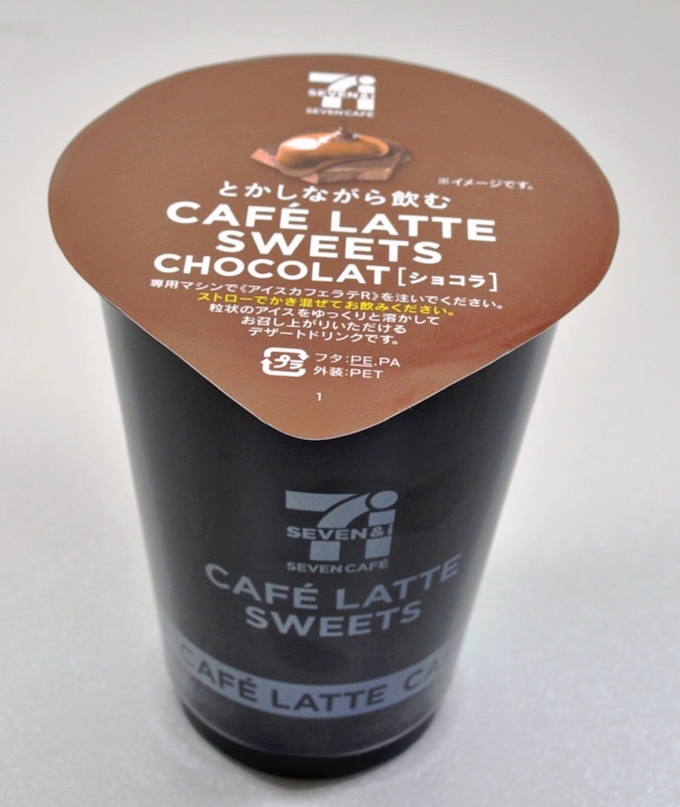 SEVEN&i
SEVEN CAFÉ
※イメージです。
とかしながら飲む
CAFÉ LATTE
SWEETS
CHOCOLAT[ショコラ]
専用マシンで《アイスカフェラテR》を注いでください。
ストローでかき混ぜてお飲みください。
粒状のアイスをゆっくりと溶かして
お召し上がりいただける
デザートドリンクです。
プラ
フタ:PE,PA
外装:PET
1
SEVEN&i
SEVEN CAFÉ
CAFÉ LATTE
SWEETS
CAFÉ LATTE CA